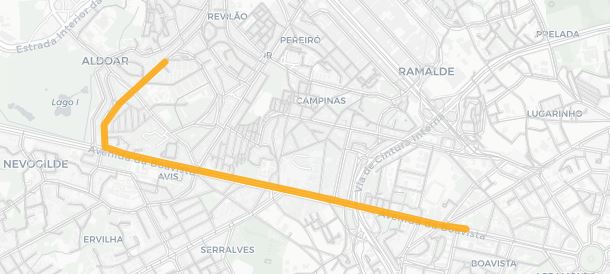 REVILÃO
Estrada Interior da
PEREIRÓ
PRELADA
ALDOAR
RAMALDE
Lago I
CAMPINAS
LUGARINHO
Via de Cintura Interna
Avenida da Boavista
NEVOGILDE
AVIS
Avenida da Boavista
ERVILHA
SERRALVES
BOAVISTA